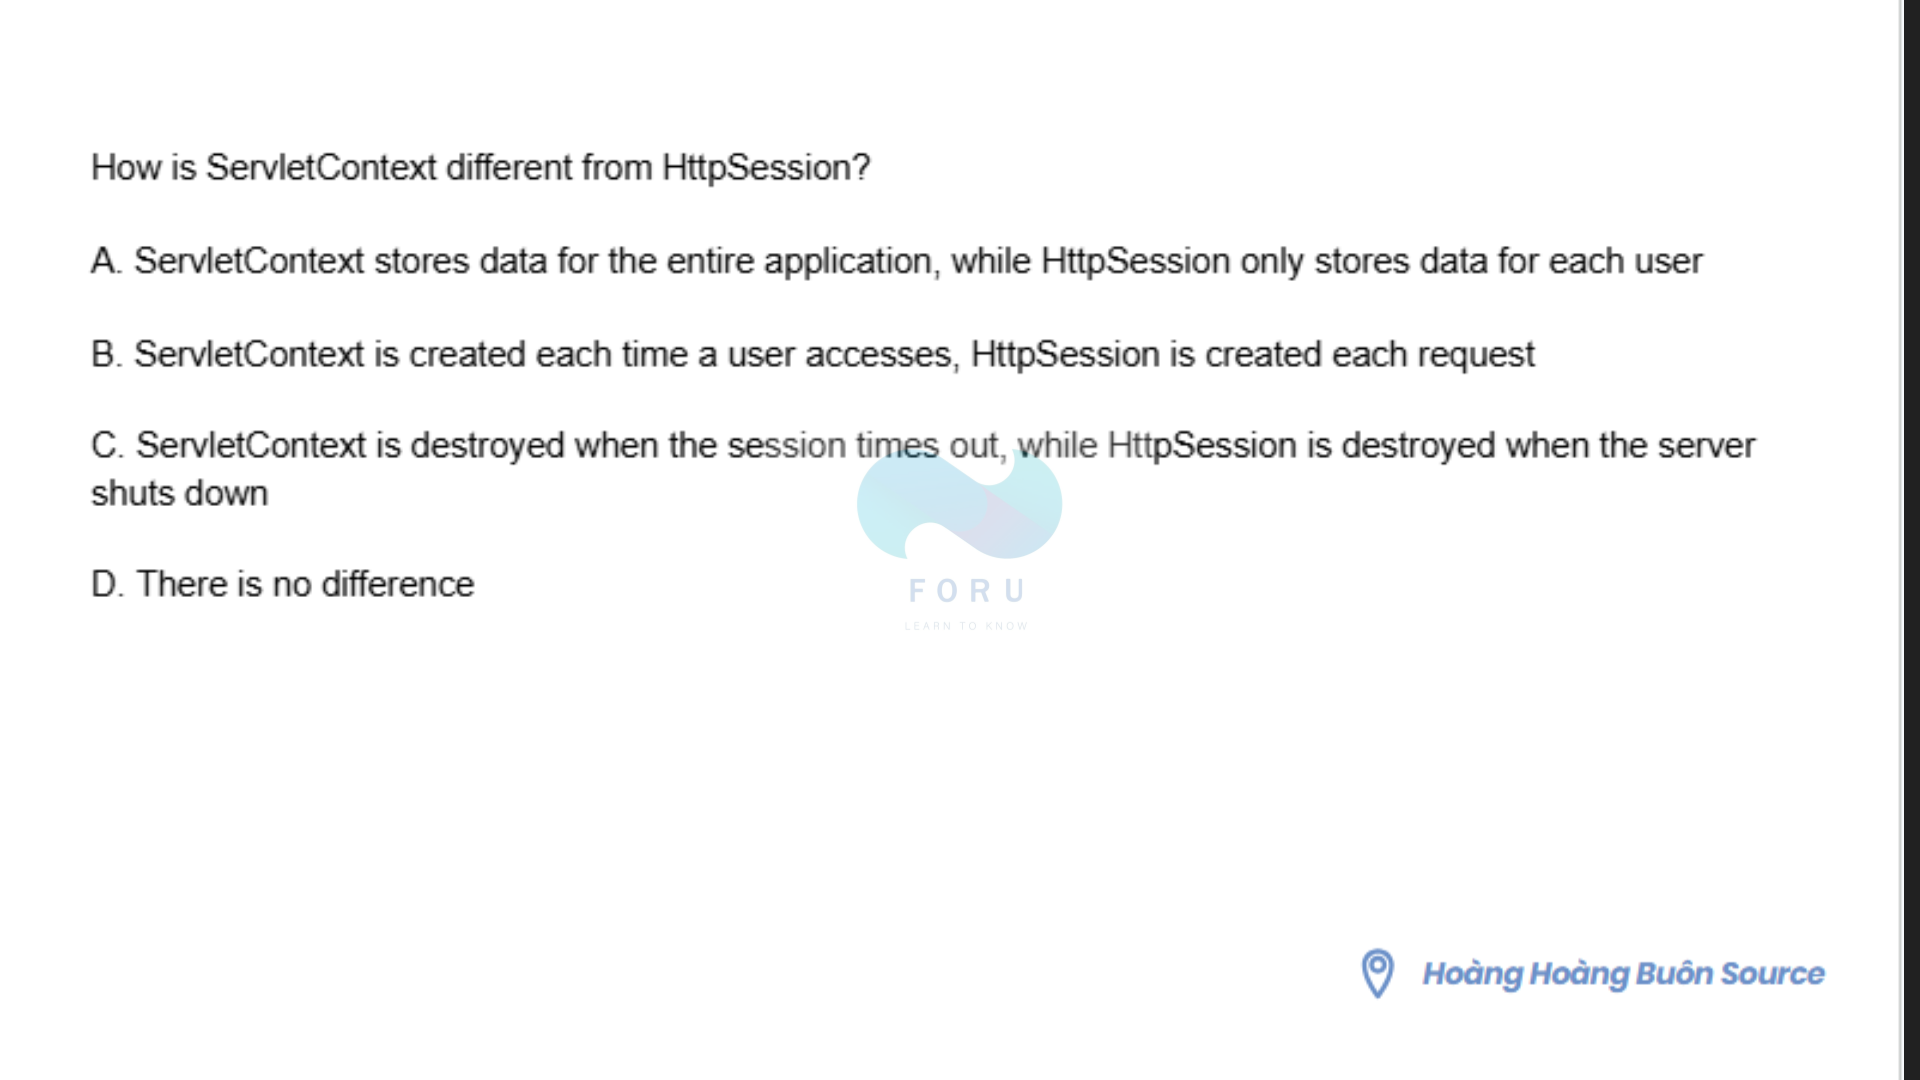 How is ServletContext different from HttpSession?
A. ServletContext stores data for the entire application, while HttpSession only stores data for each user
B. ServletContext is created each time a user accesses, HttpSession is created each request
C. ServletContext is destroyed when the session times out, while HttpSession is destroyed when the server
shuts down
D. There is no difference
FORU
LEARN TO KNOW
Hoàng Hoàng Buôn Source